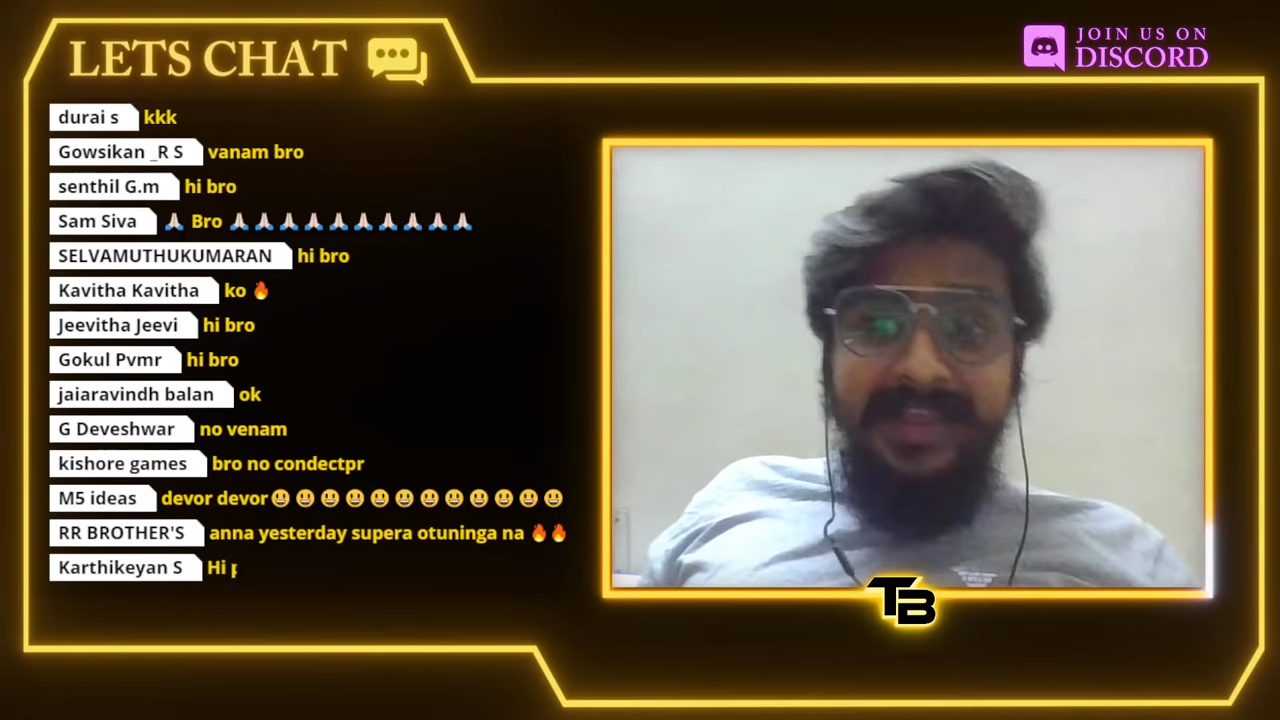 LETS CHAT
JOIN US ON
DISCORD
durai s kkk
Gowsikan _R S vanam bro
senthil G.m hi bro
Sam Siva 🙏🏻 Bro 🙏🏻🙏🏻🙏🏻🙏🏻🙏🏻🙏🏻🙏🏻🙏🏻🙏🏻🙏🏻
SELVAMUTHUKUMARAN hi bro
Kavitha Kavitha ko 🔥
Jeevitha Jeevi hi bro
Gokul Pvmr hi bro
jaiaravindh balan ok
G Deveshwar no venam
kishore games bro no condectpr
M5 ideas devor devor😃😃😃😃😃😃😃😃😃😃😃😃
RR BROTHER'S anna yesterday supera otuninga na 🔥🔥
Karthikeyan S Hi
TB